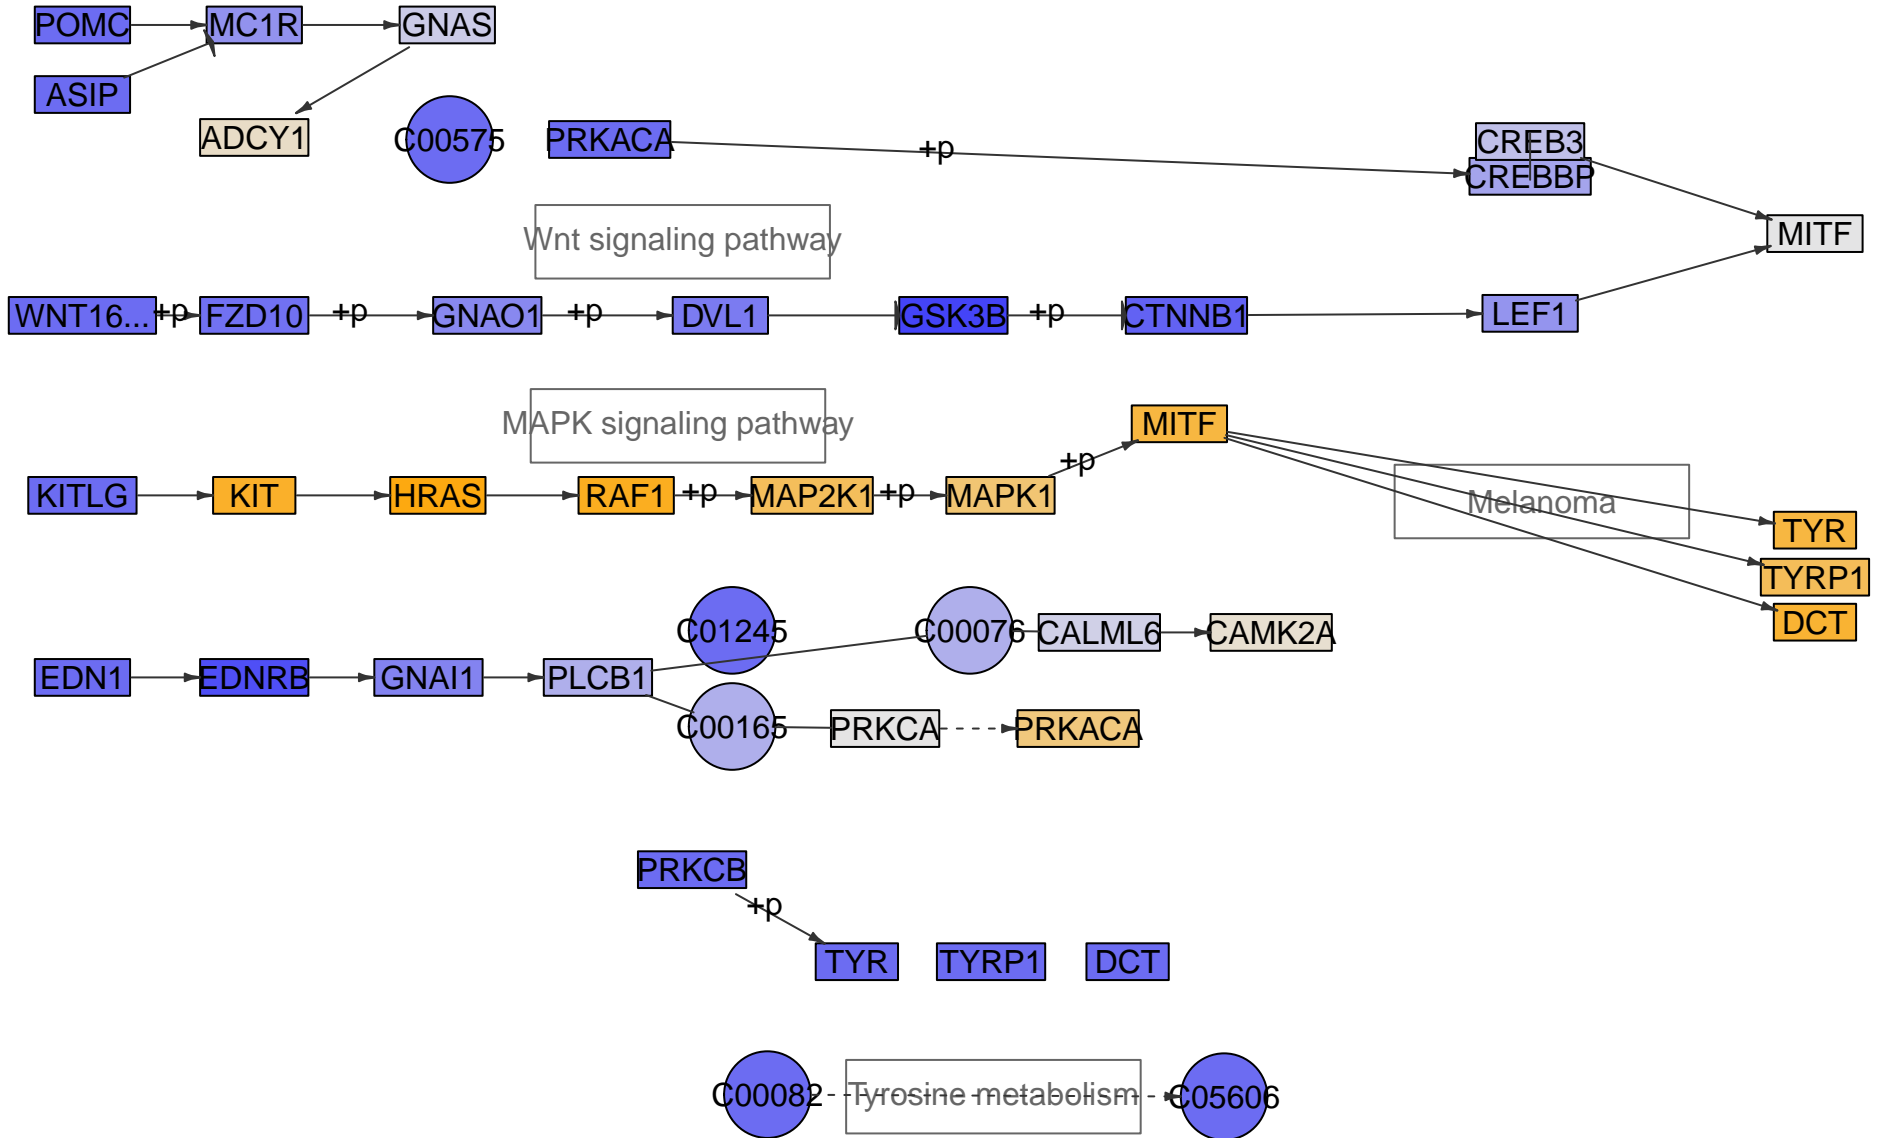 POMC
MC1R
GNAS
ASIP
ADCY1
C00575
PRKACA
+p
CREB3
CREBBP
MITF
Wnt signaling pathway
WNT16...
+p
FZD10
+p
GNAO1
+p
DVL1
GSK3B
+p
CTNNB1
LEF1
MAPK signaling pathway
MITF
KITLG
KIT
HRAS
RAF1
+p
MAP2K1
+p
MAPK1
+p
Melanoma
TYR
TYRP1
DCT
C01245
C00076
CALML6
CAMK2A
EDN1
EDNRB
GNAI1
PLCB1
C00165
PRKCA
PRKACA
PRKCB
+p
TYR
TYRP1
DCT
C00082
Tyrosine metabolism
C05606